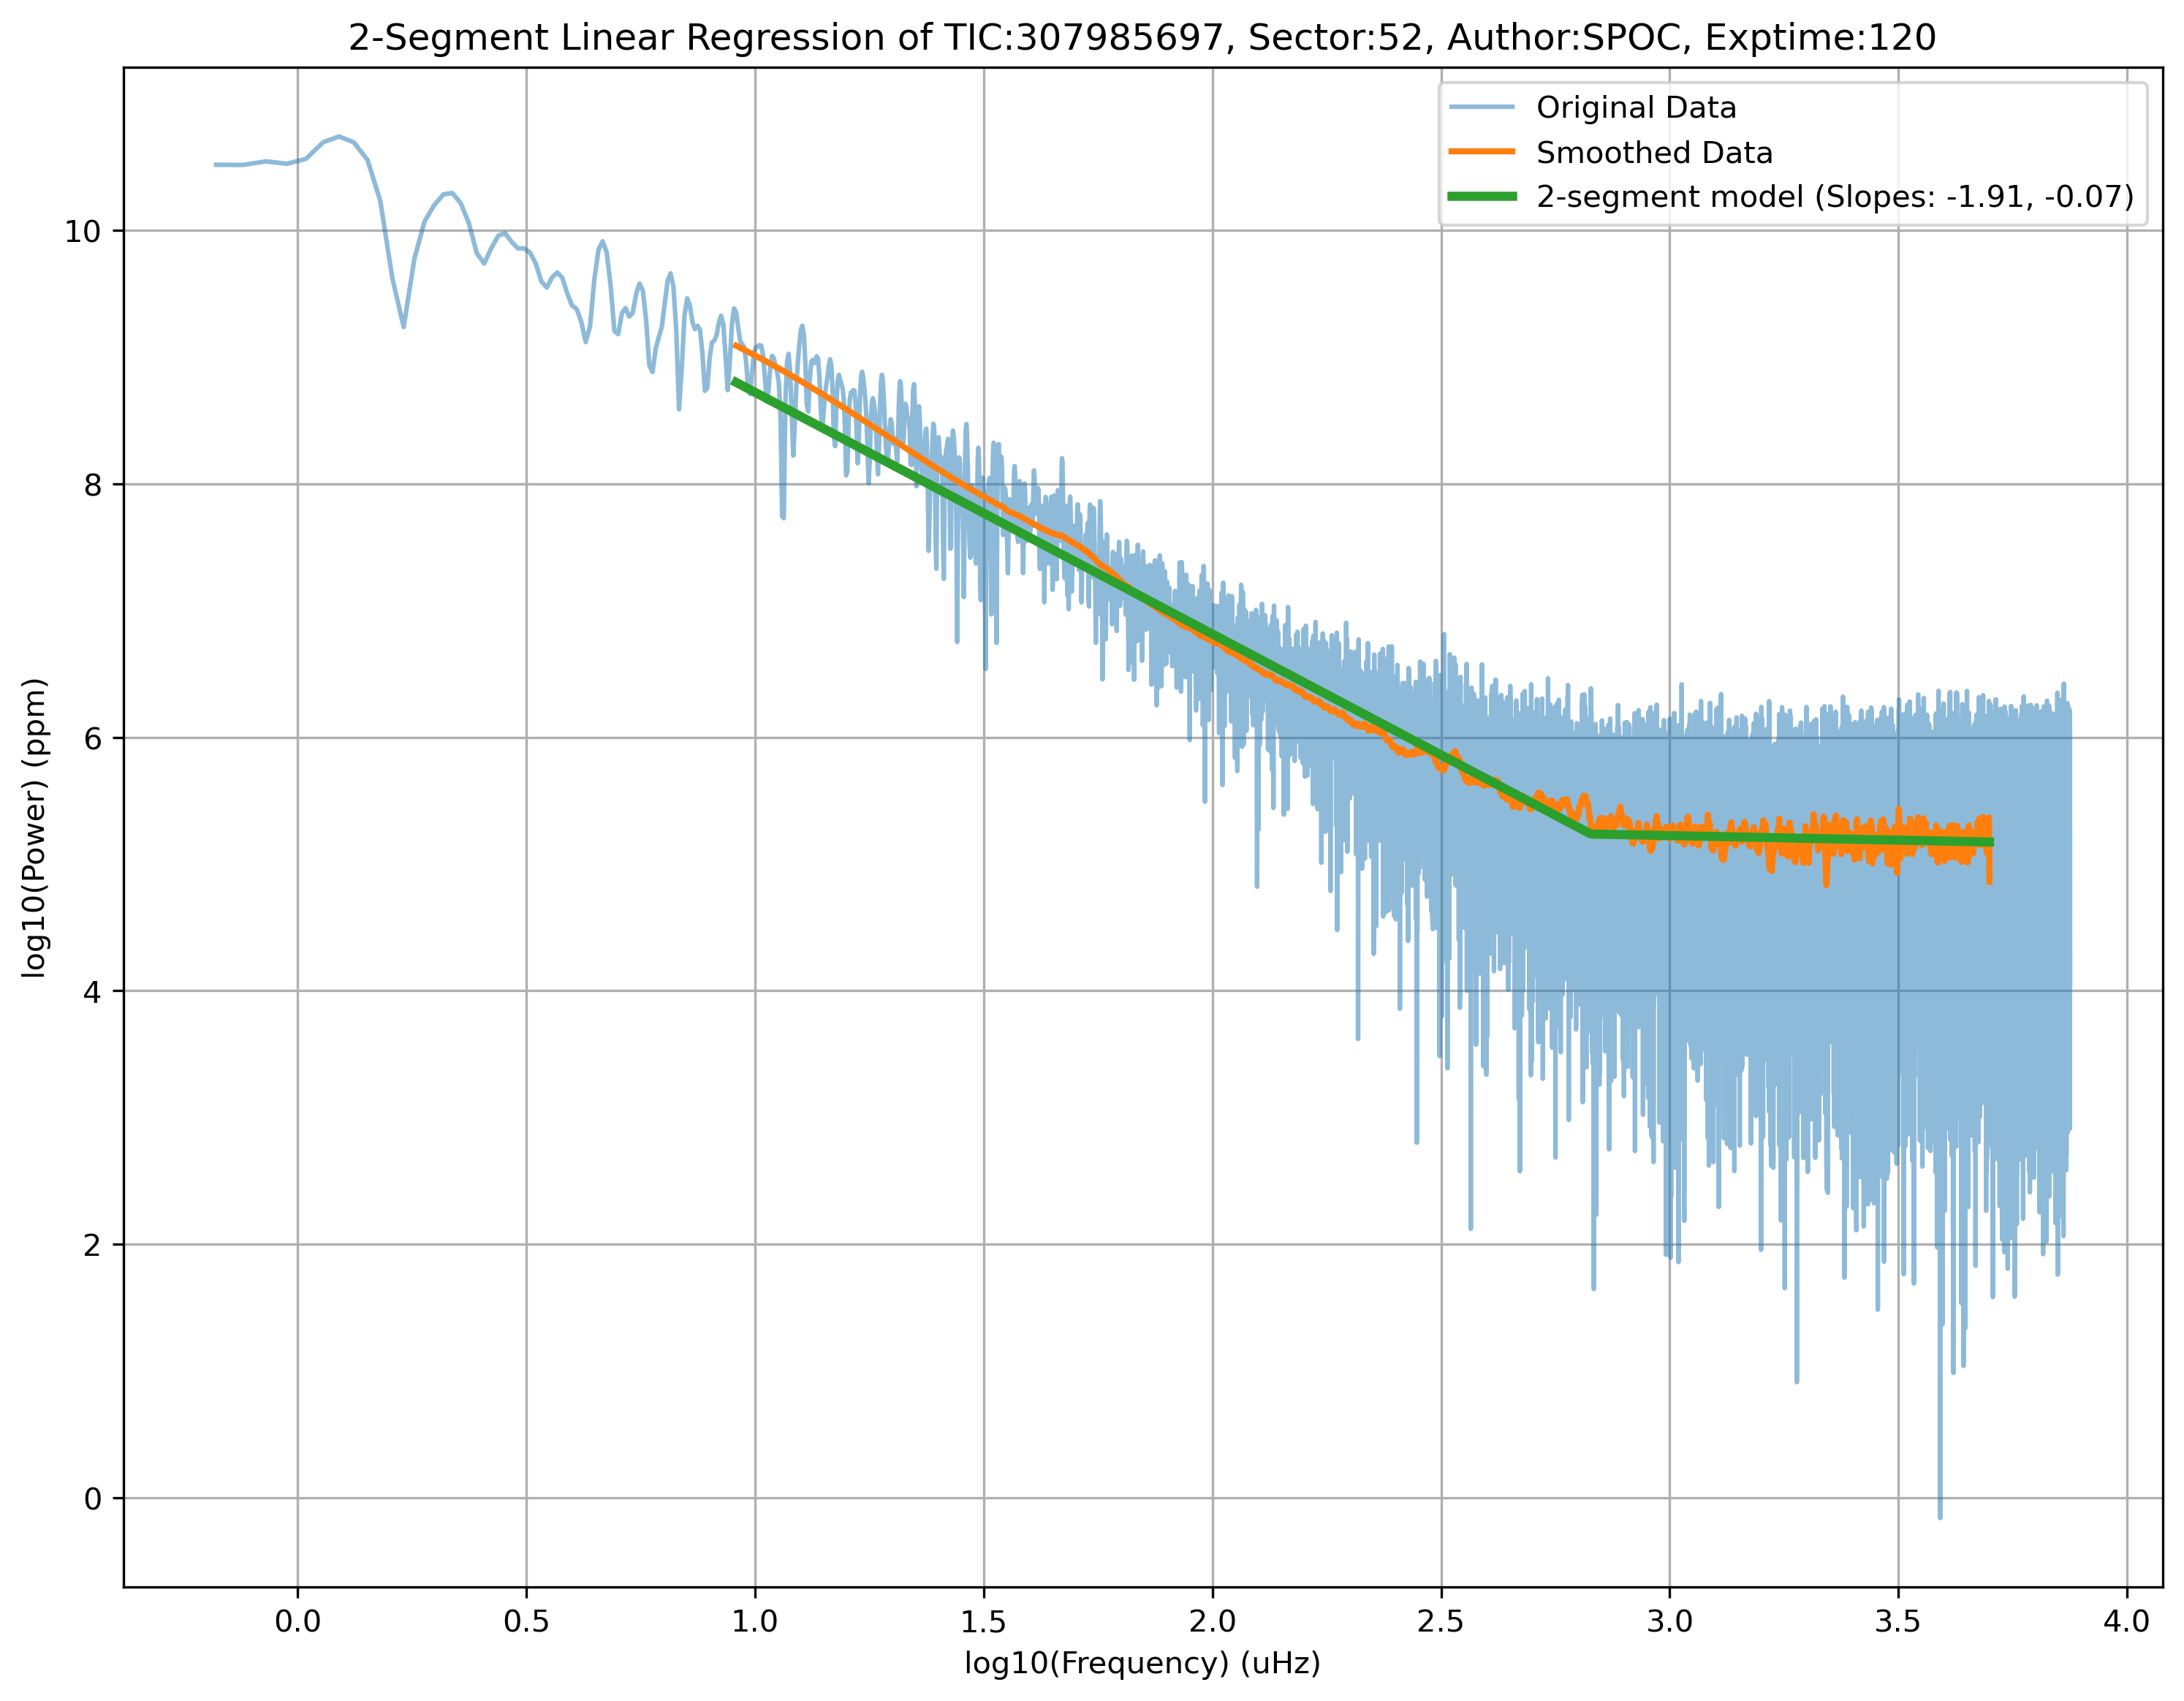 2-Segment Linear Regression of TIC:307985697, Sector:52, Author:SPOC, Exptime:120
Original Data
Smoothed Data
2-segment model (Slopes: -1.91, -0.07)
log10(Power) (ppm)
10
8
6
4
2
0
0.0 0.5 1.0 1.5 2.0 2.5 3.0 3.5 4.0
log10(Frequency) (uHz)